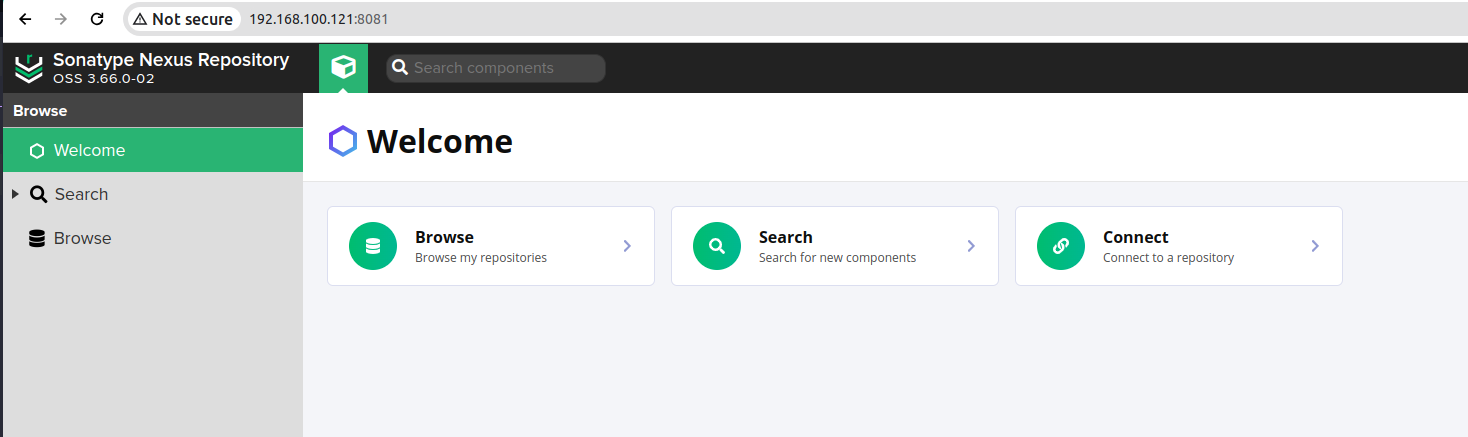 Not secure 192.168.100.121:8081
Sonatype Nexus Repository
OSS 3.66.0-02
Search components
Browse
Welcome
Search
Browse
Welcome
Browse
Browse my repositories
Search
Search for new components
Connect
Connect to a repository